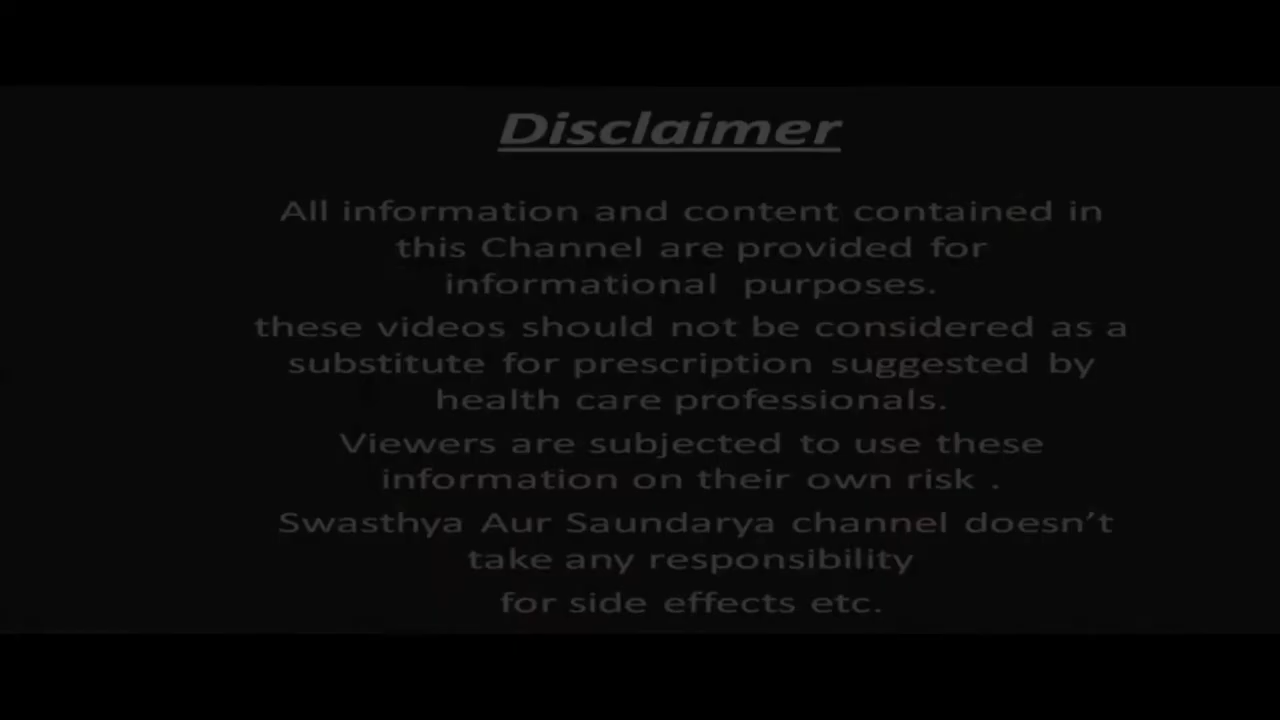 Disclaimer
All information and content contained in
this Channel are provided for
informational purposes.
these videos should not be considered as a
substitute for prescription suggested by
health care professionals.
Viewers are subjected to use these
information on their own risk .
Swasthya Aur Saundarya channel doesn’t
take any responsibility
for side effects etc.